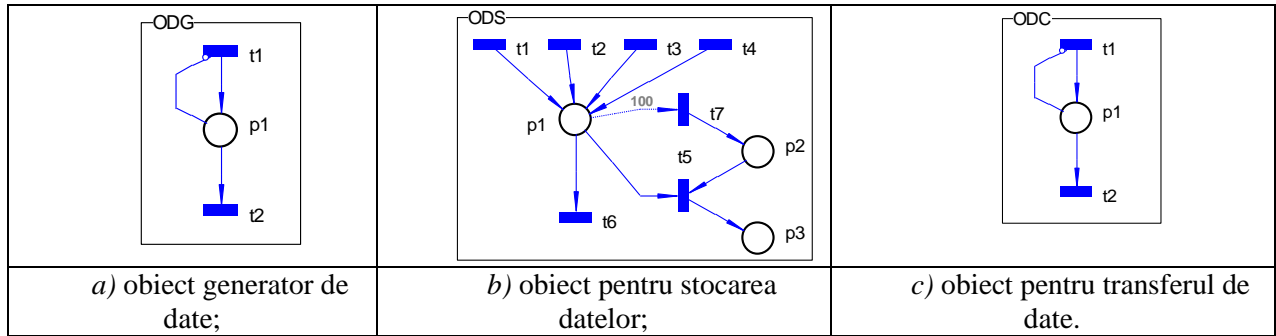 ODG
t1
p1
t2
a) obiect generator de
date;
ODS
t1 t2 t3 t4
100
p1
t7
p2
t5
t6
p3
b) obiect pentru stocarea
datelor;
ODC
t1
p1
t2
c) obiect pentru transferul de
date.